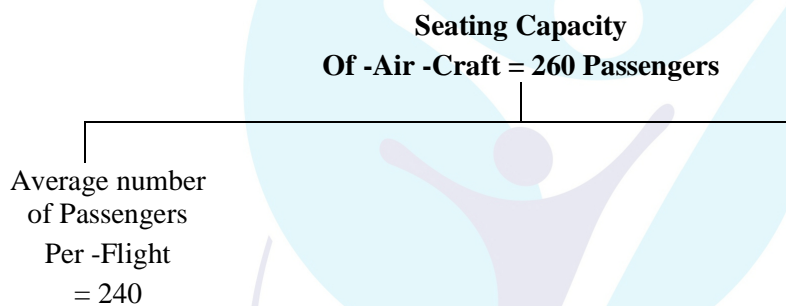 Seating Capacity
Of -Air -Craft = 260 Passengers
Average number
of Passengers
Per -Flight
= 240